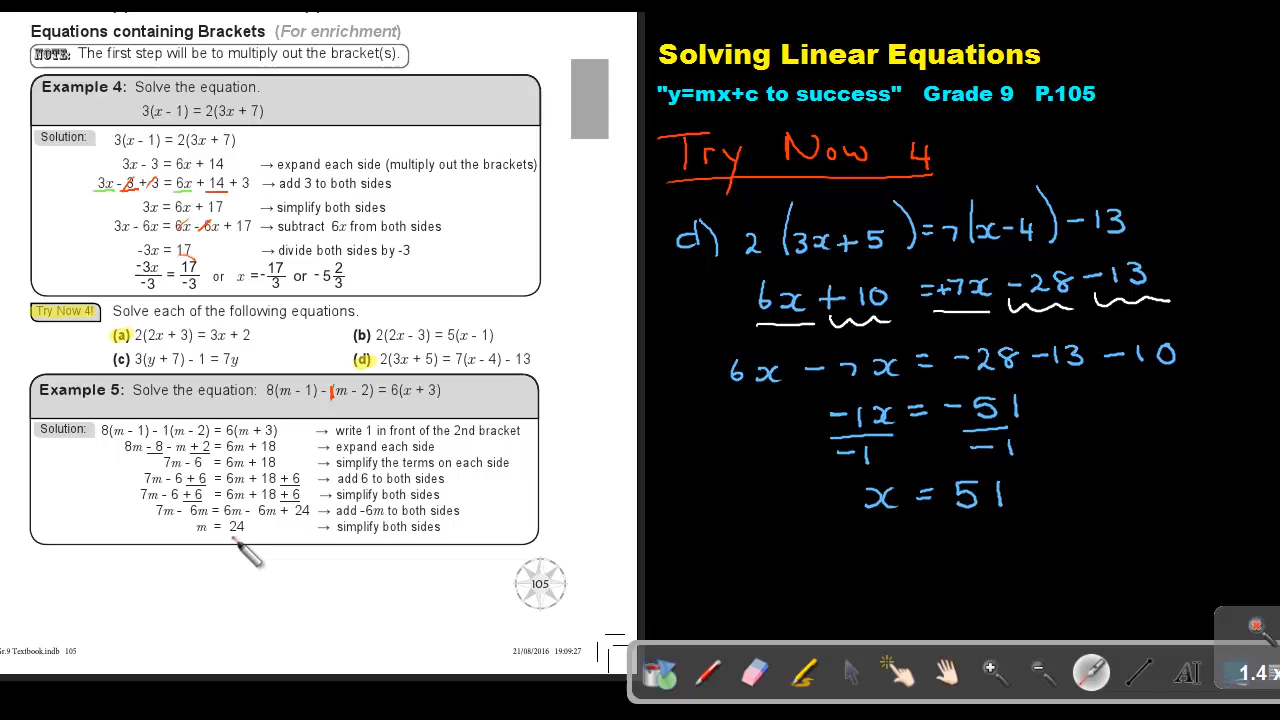 Equations containing Brackets (For enrichment)
NOTE: The first step will be to multiply out the bracket(s).
Example 4: Solve the equation.
3(x - 1) = 2(3x + 7)
Solution: 3(x - 1) = 2(3x + 7)
3x - 3 = 6x + 14 → expand each side (multiply out the brackets)
3x - 3 + 3 = 6x + 14 + 3 → add 3 to both sides
3x = 6x + 17 → simplify both sides
3x - 6x = 6x - 6x + 17 → subtract 6x from both sides
-3x = 17 → divide both sides by -3
-3x/-3 = 17/-3 or x = -17/3 or -5 2/3
Try Now 4! Solve each of the following equations.
(a) 2(2x + 3) = 3x + 2 (b) 2(2x - 3) = 5(x - 1)
(c) 3(y + 7) - 1 = 7y (d) 2(3x + 5) = 7(x - 4) - 13
Example 5: Solve the equation: 8(m - 1) - (m - 2) = 6(x + 3)
Solution: 8(m - 1) - 1(m - 2) = 6(m + 3) → write 1 in front of the 2nd bracket
8m - 8 - m + 2 = 6m + 18 → expand each side
7m - 6 = 6m + 18 → simplify the terms on each side
7m - 6 + 6 = 6m + 18 + 6 → add 6 to both sides
7m - 6 + 6 = 6m + 18 + 6 → simplify both sides
7m - 6m = 6m - 6m + 24 → add -6m to both sides
m = 24 → simplify both sides
105
Gr.9 Textbook.indb 105 21/08/2016 19:09:27
Solving Linear Equations
"y=mx+c to success" Grade 9 P.105
Try Now 4
d) 2(3x+5) = 7(x-4) -13
6x +10 = +7x -28 -13
6x - 7x = -28 -13 -10
-1x/-1 = -51/-1
x = 51
AI
1.4 x